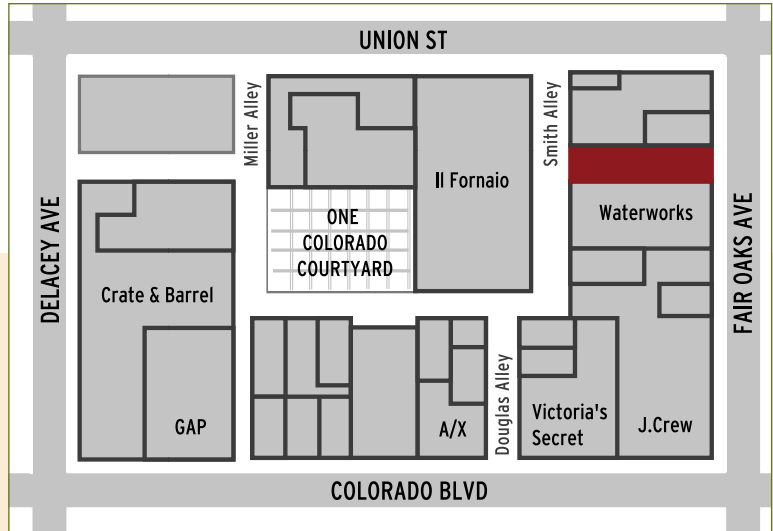 UNION ST
Miller Alley
Smith Alley
Il Fornaio
ONE
COLORADO
COURTYARD
Waterworks
DELACEY AVE
FAIR OAKS AVE
Crate & Barrel
GAP
A/X
Douglas Alley
Victoria's
Secret
J.Crew
COLORADO BLVD